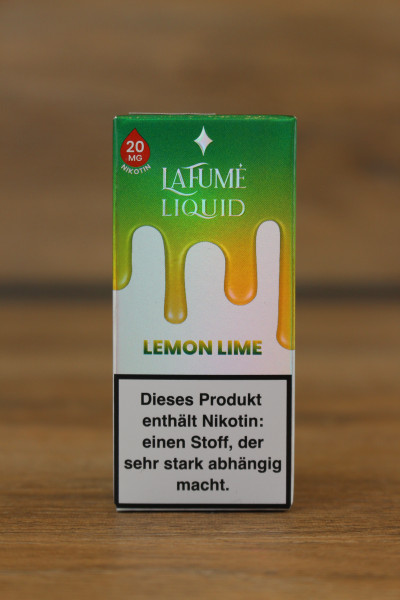 20
MG
NIKOTIN
LAFUMÉ
LIQUID
LEMON LIME
Dieses Produkt
enthält Nikotin:
einen Stoff, der
sehr stark abhängig
macht.